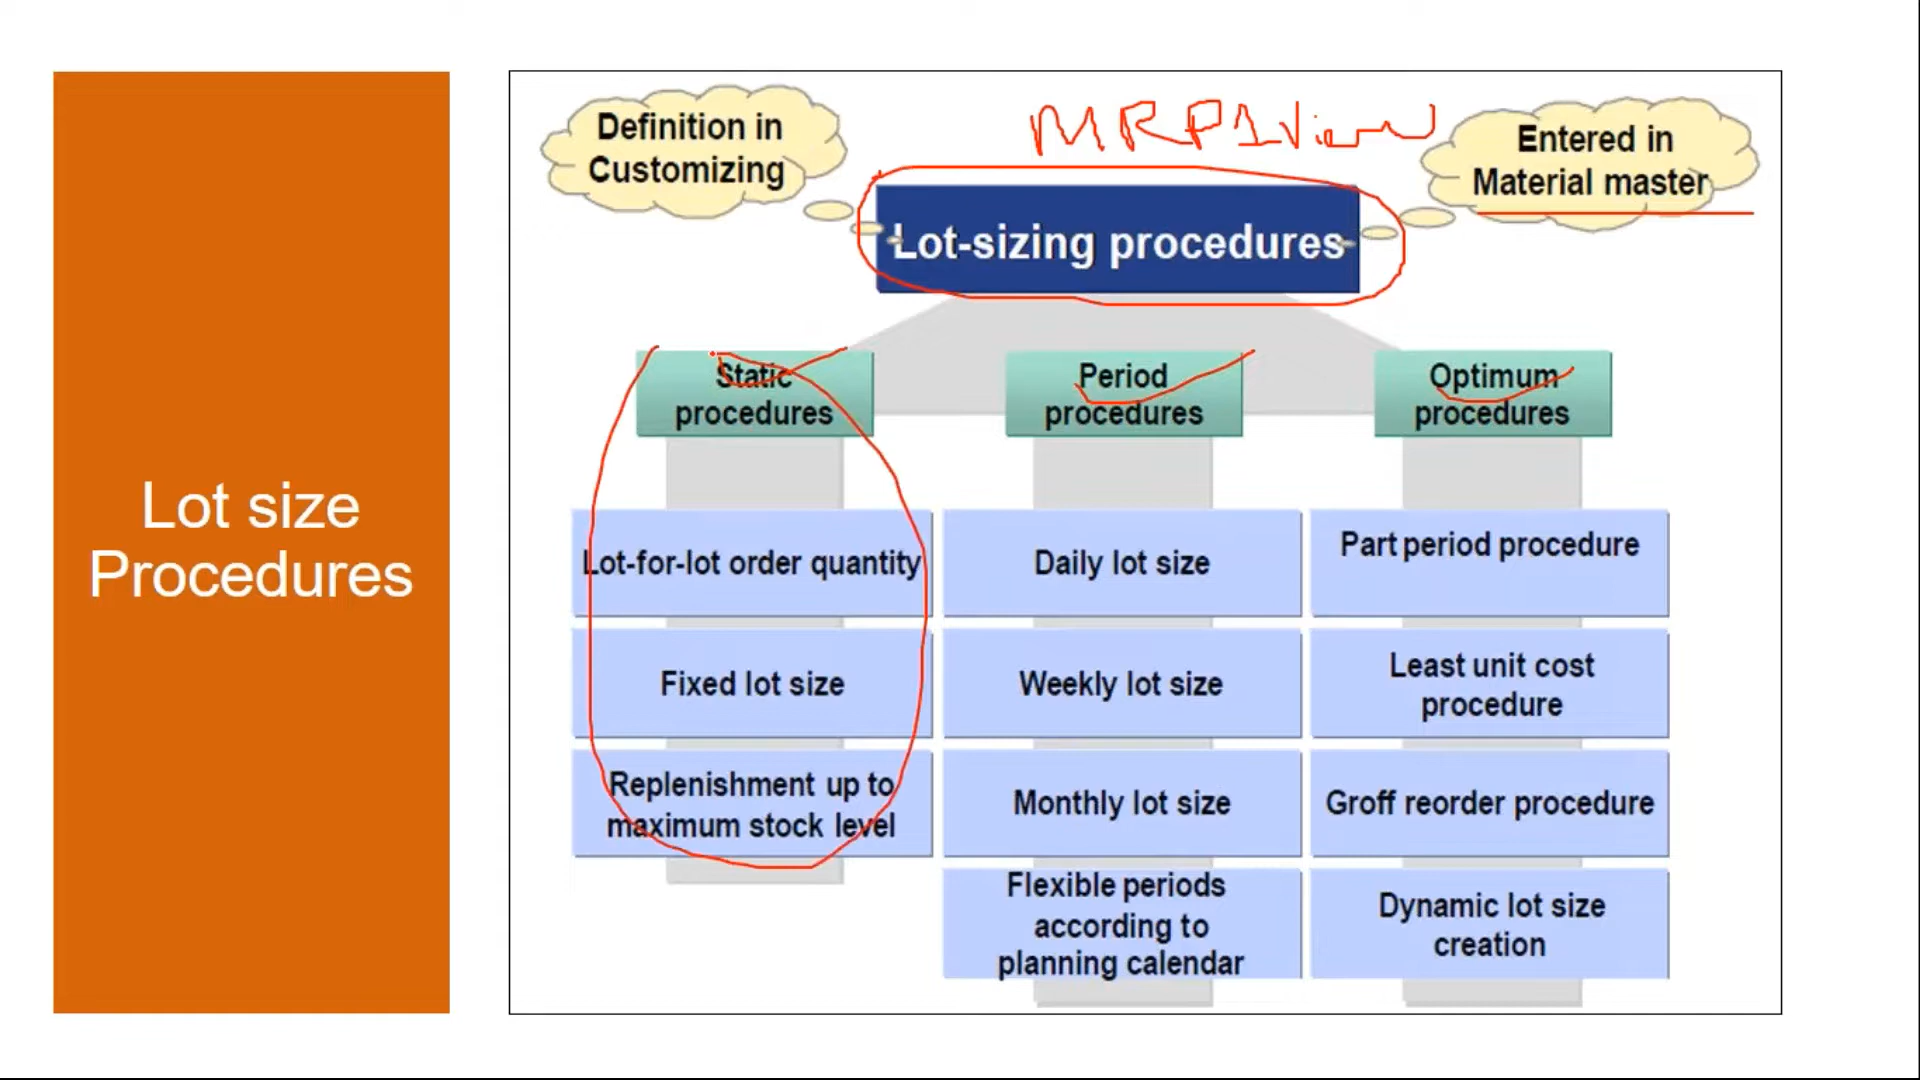 Lot size
Procedures
Definition in
Customizing
MRP1View
Entered in
Material master
Lot-sizing procedures
Static
procedures
Lot-for-lot order quantity
Fixed lot size
Replenishment up to
maximum stock level
Period
procedures
Daily lot size
Weekly lot size
Monthly lot size
Flexible periods
according to
planning calendar
Optimum
procedures
Part period procedure
Least unit cost
procedure
Groff reorder procedure
Dynamic lot size
creation